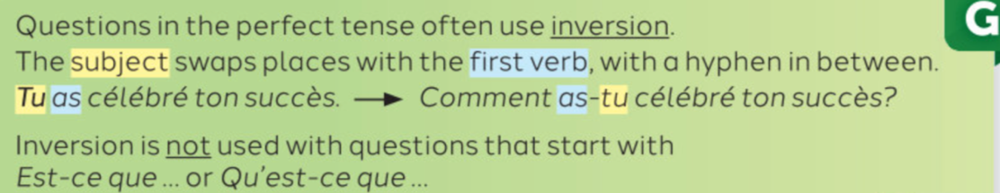 Questions in the perfect tense often use inversion.
G
The subject swaps places with the first verb, with a hyphen in between.
Tu as célébré ton succès. → Comment as-tu célébré ton succès?
Inversion is not used with questions that start with
Est-ce que ... or Qu'est-ce que ...